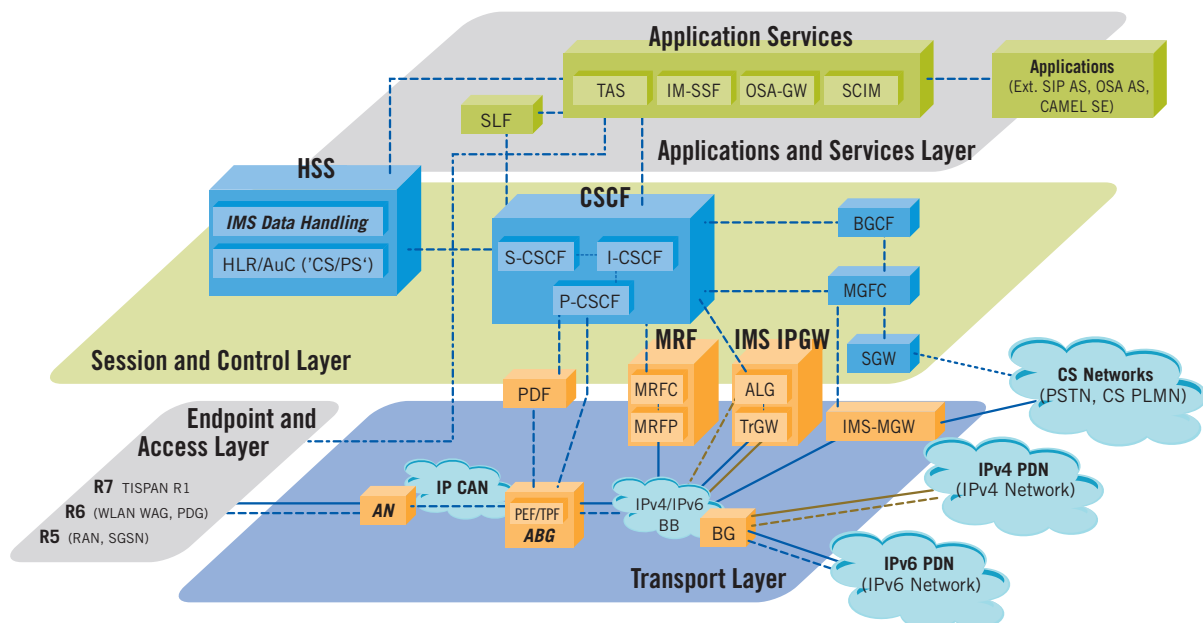 Application Services
TAS
IM-SSF
OSA-GW
SCIM
Applications
(Ext. SIP AS, OSA AS,
CAMEL SE)
SLF
Applications and Services Layer
HSS
IMS Data Handling
HLR/AuC ('CS/PS‘)
CSCF
S-CSCF
I-CSCF
P-CSCF
BGCF
MGFC
SGW
Session and Control Layer
MRF
MRFC
MRFP
IMS IPGW
ALG
TrGW
PDF
IMS-MGW
CS Networks
(PSTN, CS PLMN)
Endpoint and
Access Layer
R7 TISPAN R1
R6 (WLAN WAG, PDG)
R5 (RAN, SGSN)
AN
IP CAN
PEF/TPF
ABG
IPv4/IPv6
BB
BG
IPv4 PDN
(IPv4 Network)
IPv6 PDN
(IPv6 Network)
Transport Layer